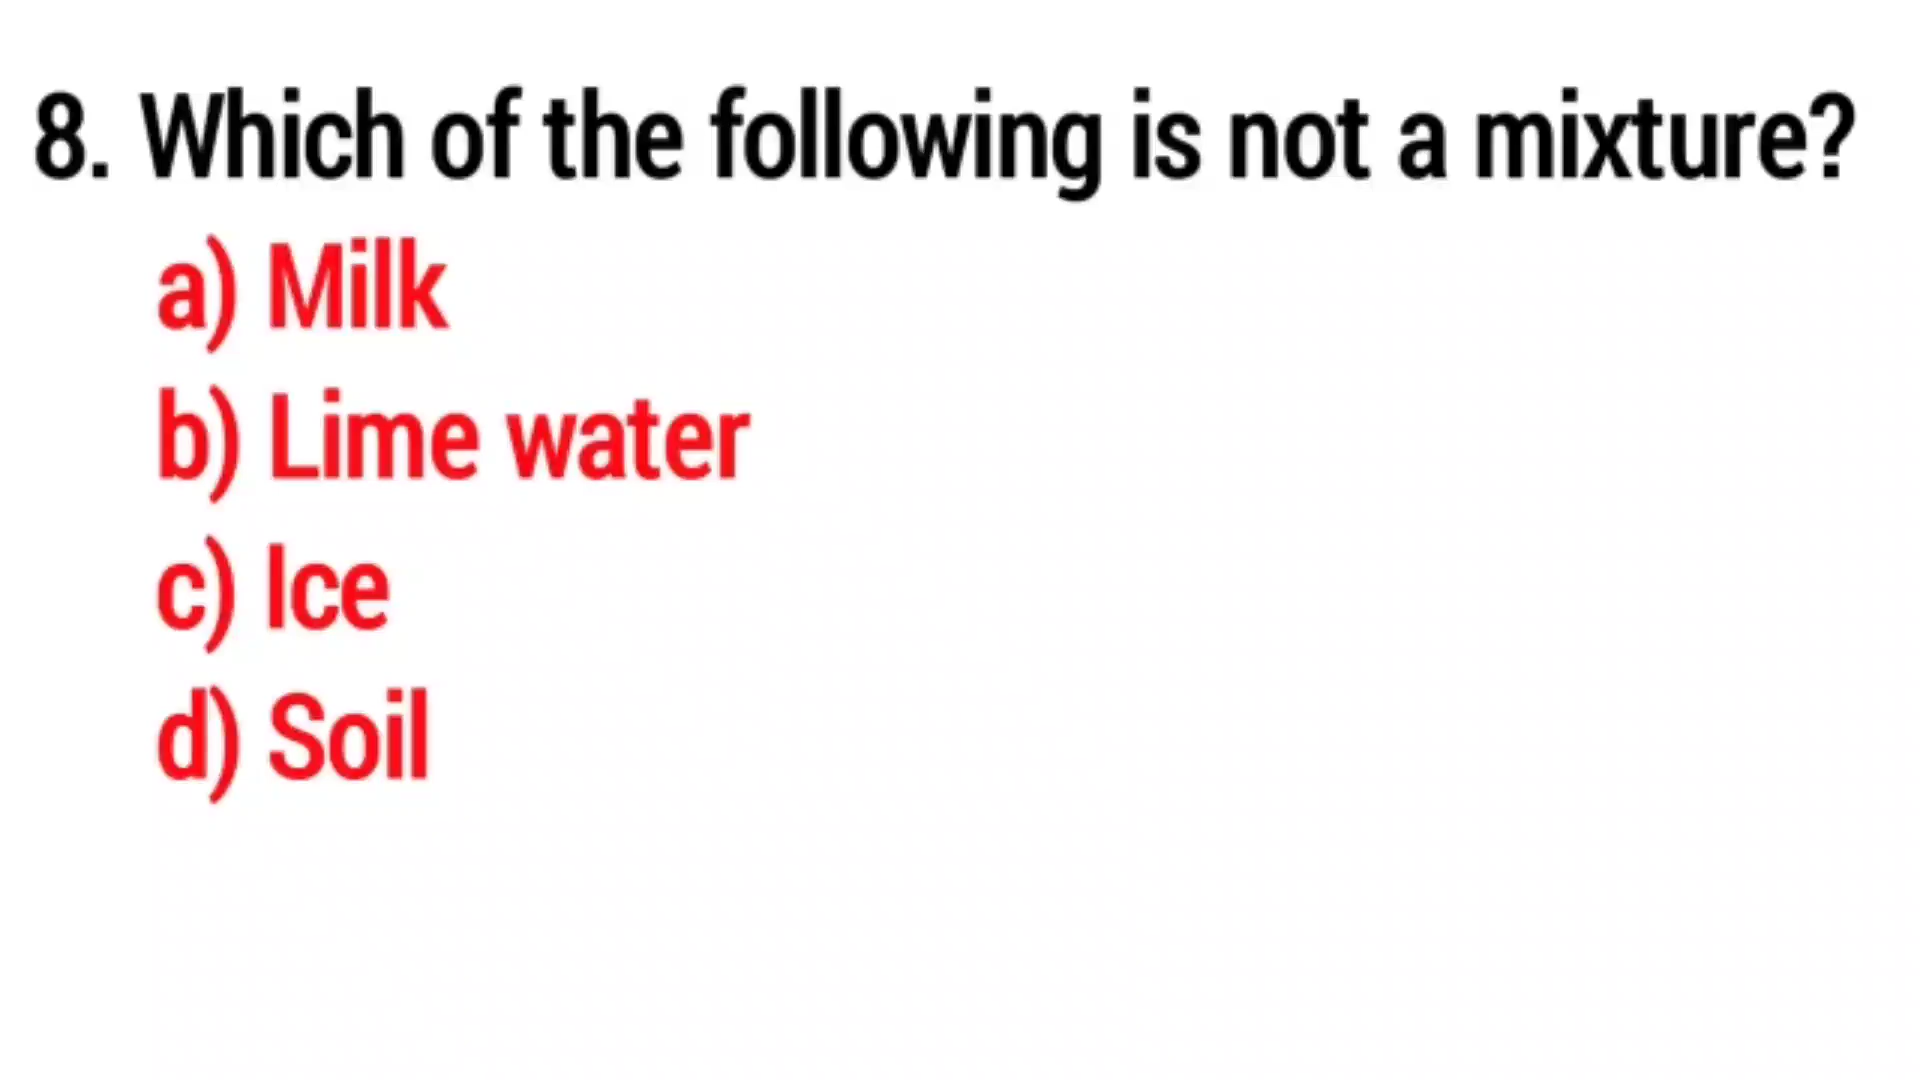 8. Which of the following is not a mixture?
a) Milk
b) Lime water
c) Ice
d) Soil